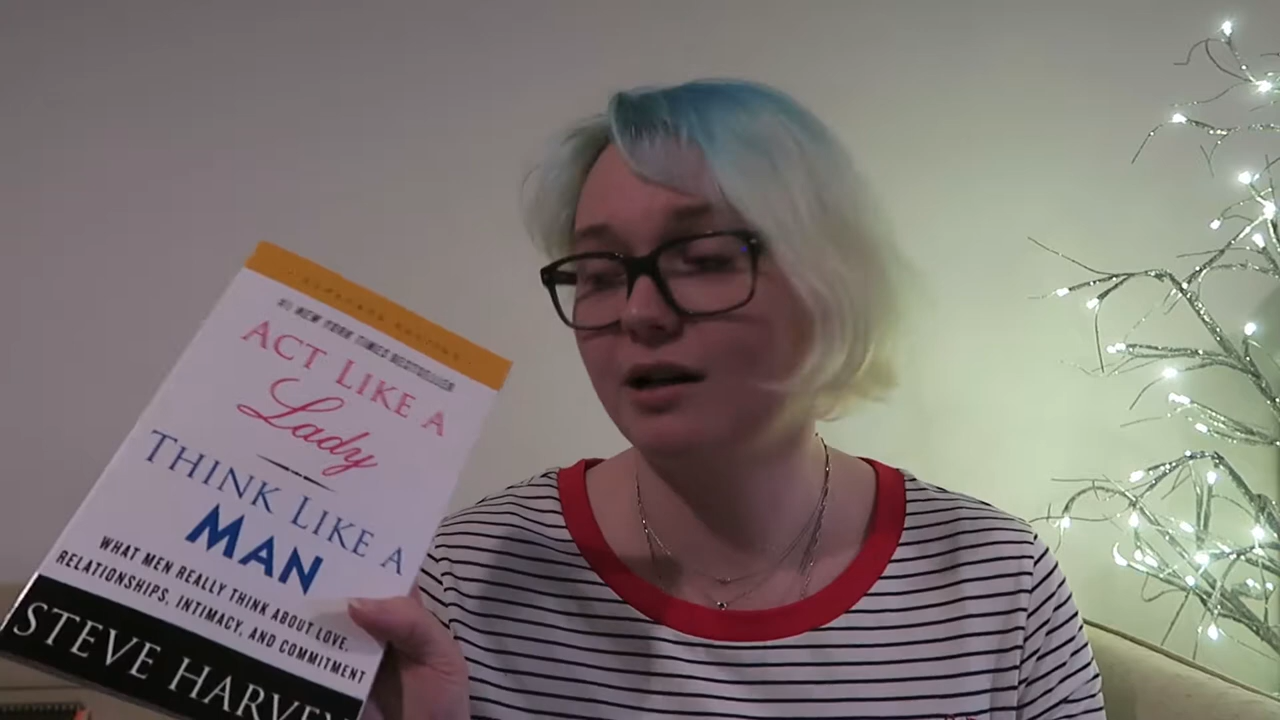 #1 NEW YORK TIMES BESTSELLER
ACT LIKE A
Lady
THINK LIKE A
MAN
WHAT MEN REALLY THINK ABOUT LOVE,
RELATIONSHIPS, INTIMACY, AND COMMITMENT
STEVE HARVEY